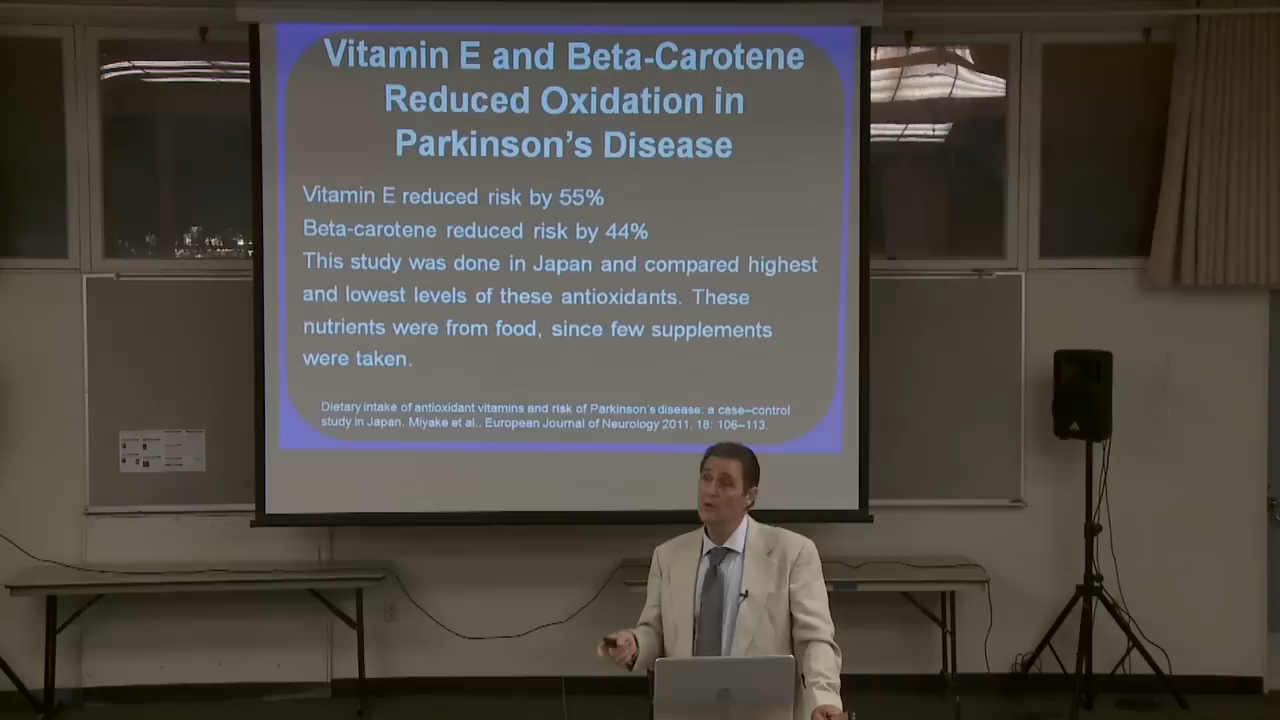 Vitamin E and Beta-Carotene
Reduced Oxidation in
Parkinson's Disease
Vitamin E reduced risk by 55%
Beta-carotene reduced risk by 44%
This study was done in Japan and compared highest
and lowest levels of these antioxidants. These
nutrients were from food, since few supplements
were taken.
Dietary intake of antioxidant vitamins and risk of Parkinson's disease: a case–control
study in Japan. Miyake et al.. European Journal of Neurology 2011. 18: 106–113.
hp